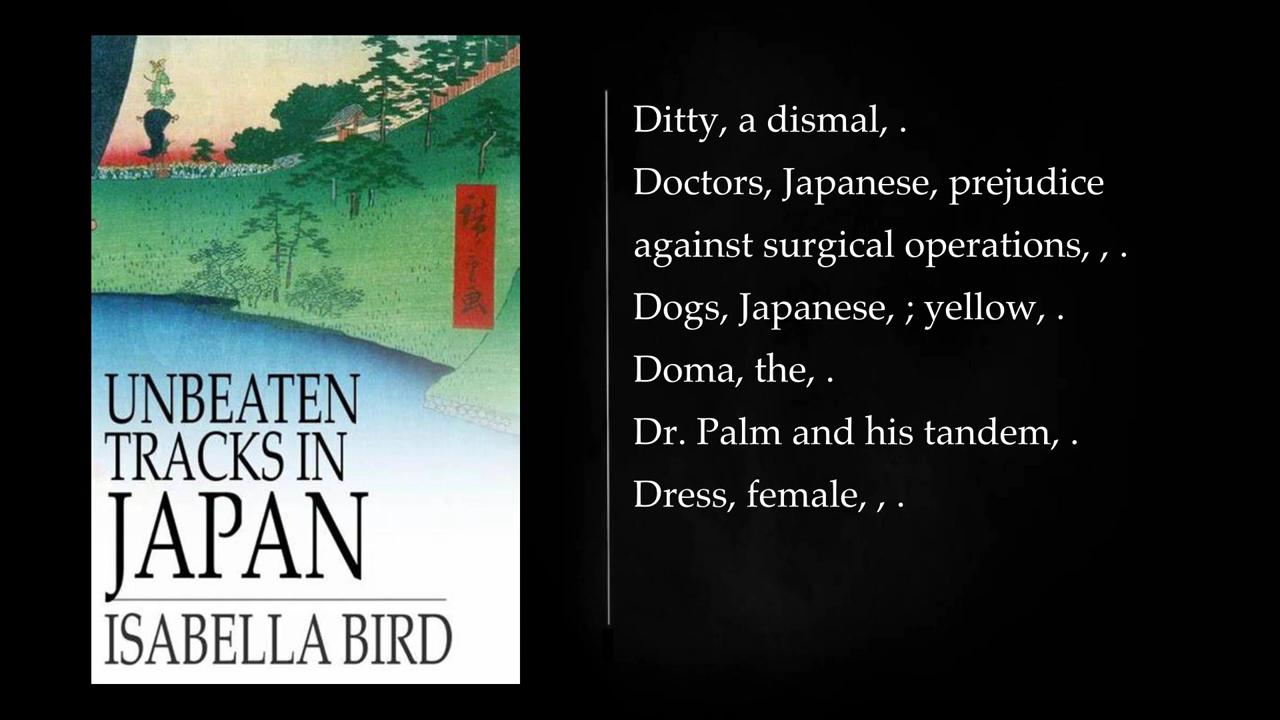 UNBEATEN
TRACKS IN
JAPAN
ISABELLA BIRD
Ditty, a dismal, .
Doctors, Japanese, prejudice
against surgical operations, , .
Dogs, Japanese, ; yellow, .
Doma, the, .
Dr. Palm and his tandem, .
Dress, female, , .